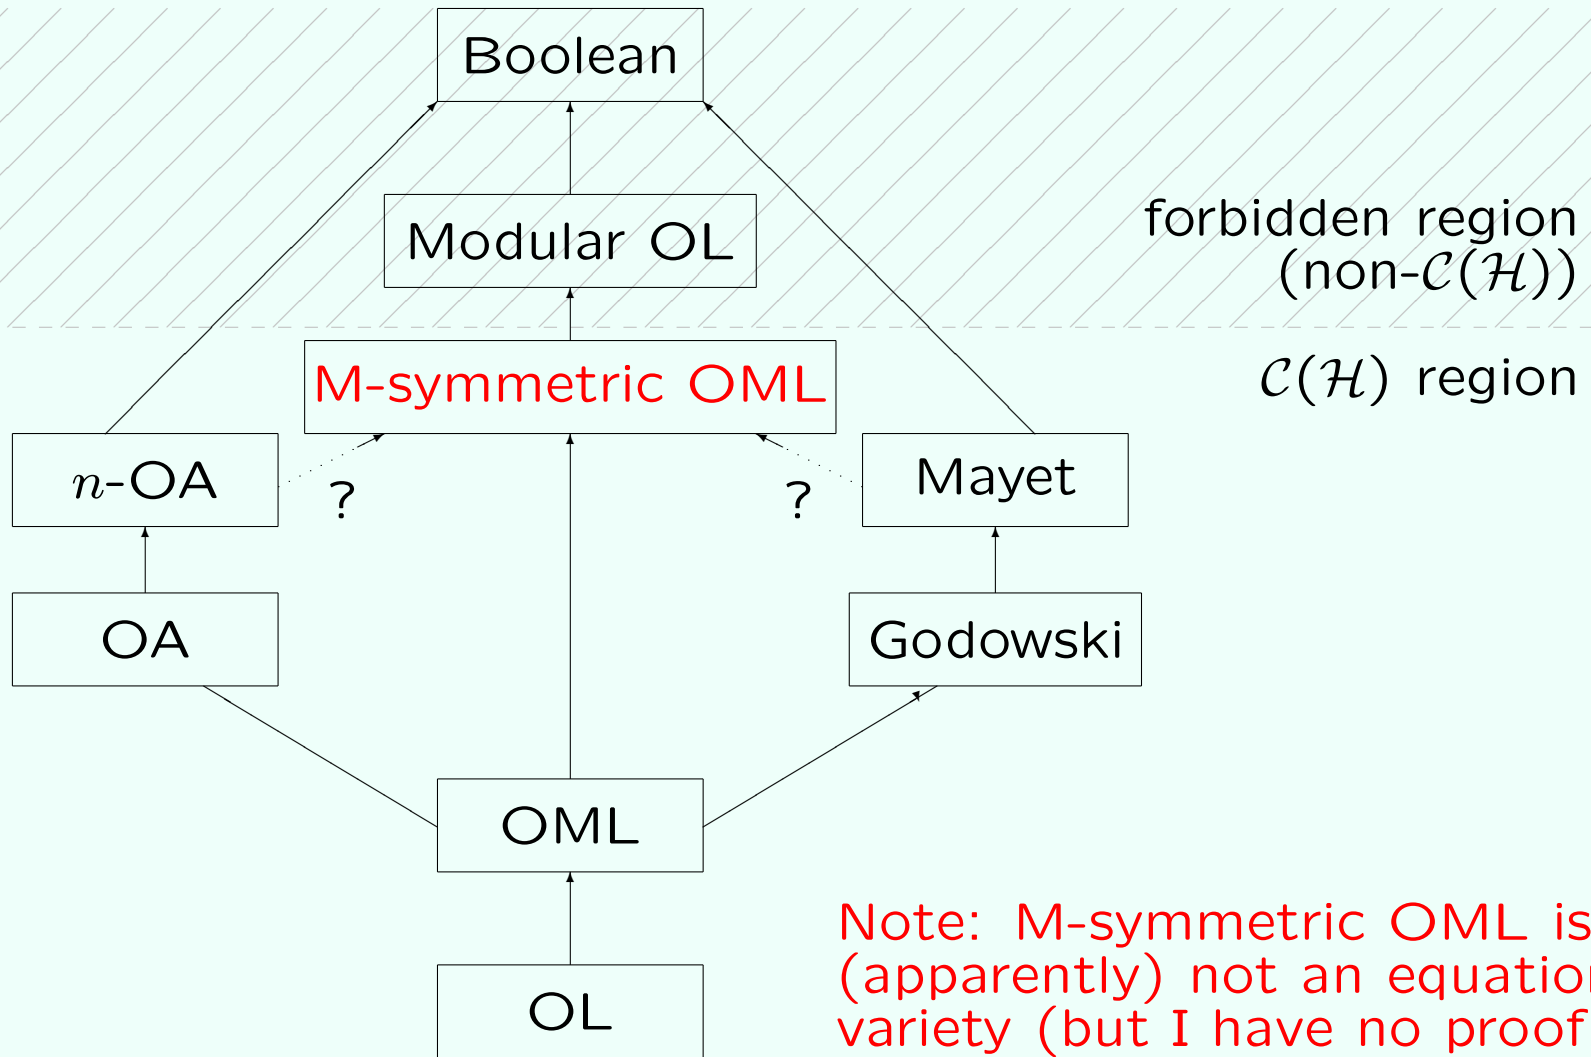 Boolean
Modular OL
forbidden region
(non-𝒞(ℋ))
M-symmetric OML
𝒞(ℋ) region
n-OA
?
?
Mayet
OA
Godowski
OML
OL
Note: M-symmetric OML is
(apparently) not an
variety (but I have no proof